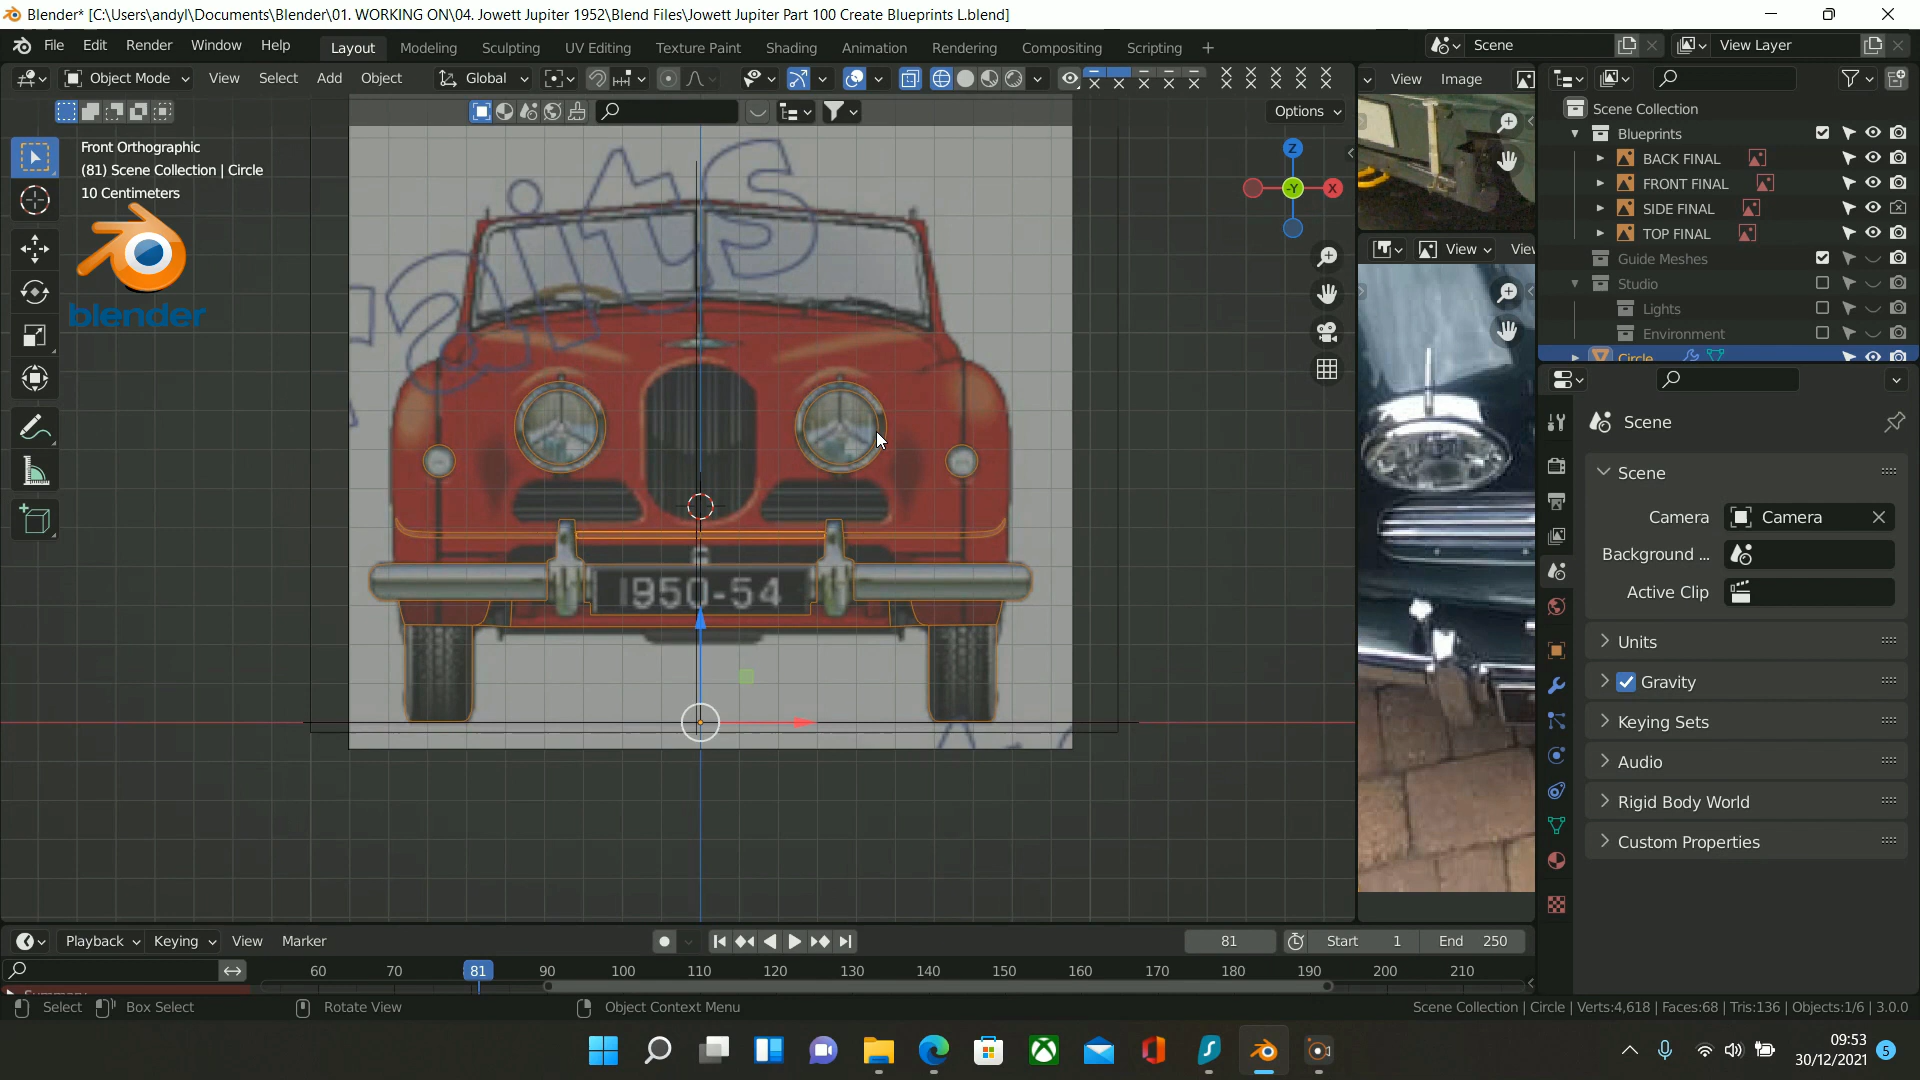 Blender* [C:\Users\andyl\Documents\Blender\01. WORKING ON\04. Jowett Jupiter 1952\Blend Files\Jowett Jupiter Part 100 Create Blueprints L.blend]
File Edit Render Window Help Layout Modeling Sculpting UV Editing Texture Paint Shading Animation Rendering Compositing Scripting + Scene View Layer
Object Mode View Select Add Object Global View Image
Options
Front Orthographic
(81) Scene Collection | Circle
10 Centimeters
blender
Z
-Y X
1950-54
View
Scene Collection
Blueprints
BACK FINAL
FRONT FINAL
SIDE FINAL
TOP FINAL
Guide Meshes
Studio
Lights
Environment
Circle
Scene
Scene
Camera Camera
Background ...
Active Clip
Units
Gravity
Keying Sets
Audio
Rigid Body World
Custom Properties
Playback Keying View Marker 81 Start 1 End 250
60 70 81 90 100 110 120 130 140 150 160 170 180 190 200 210
Select Box Select Rotate View Object Context Menu Scene Collection | Circle | Verts:4,618 | Faces:68 | Tris:136 | Objects:1/6 | 3.0.0
09:53
30/12/2021 5